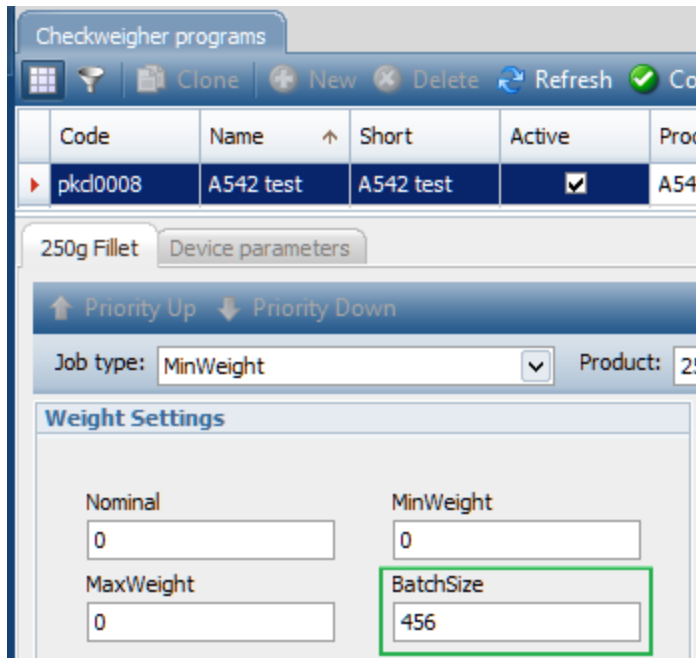 Checkweigher programs
Clone New Delete Refresh
Code Name Short Active
pkcl0008 A542 test A542 test
250g Fillet Device parameters
Priority Up Priority Down
Job type: MinWeight Product:
Weight Settings
Nominal MinWeight
0 0
MaxWeight BatchSize
0 456